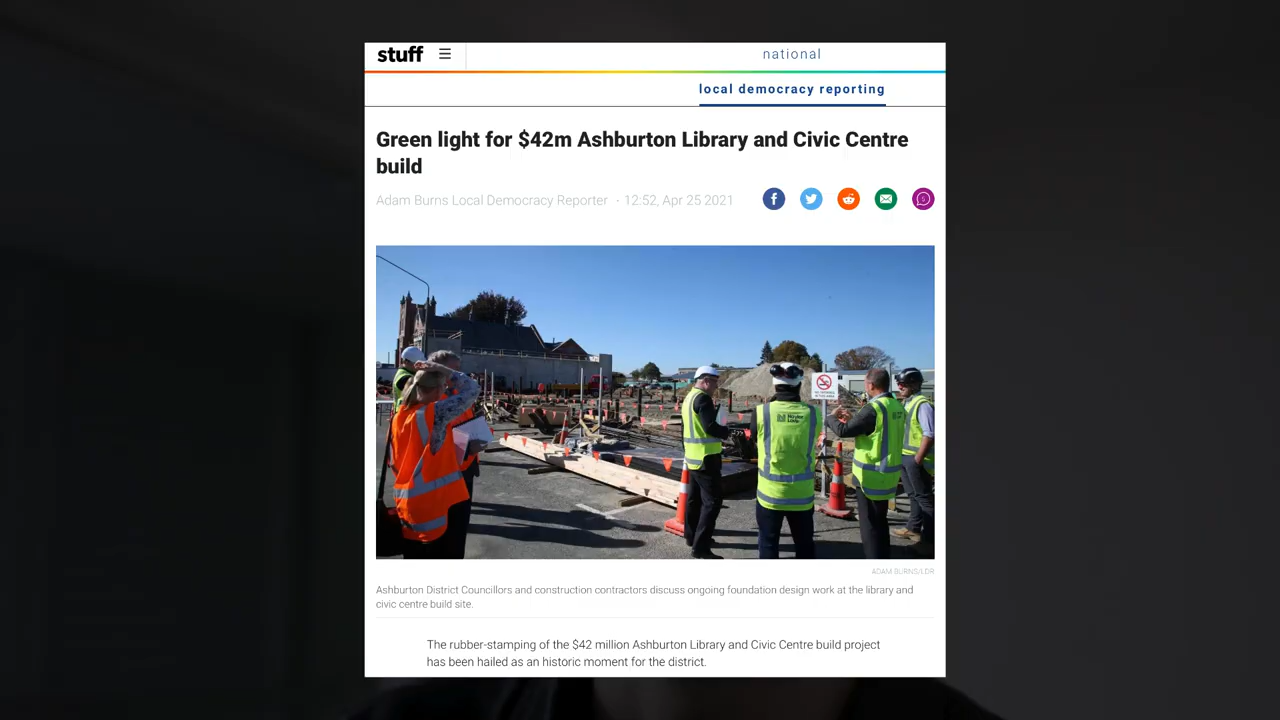 stuff
national
local democracy reporting
Green light for $42m Ashburton Library and Civic Centre
build
Adam Burns Local Democracy Reporter · 12:52, Apr 25 2021
ADAM BURNS/LDR
Ashburton District Councillors and construction contractors discuss ongoing foundation design work at the library and
civic centre build site.
The rubber-stamping of the $42 million Ashburton Library and Civic Centre build project
has been hailed as an historic moment for the district.